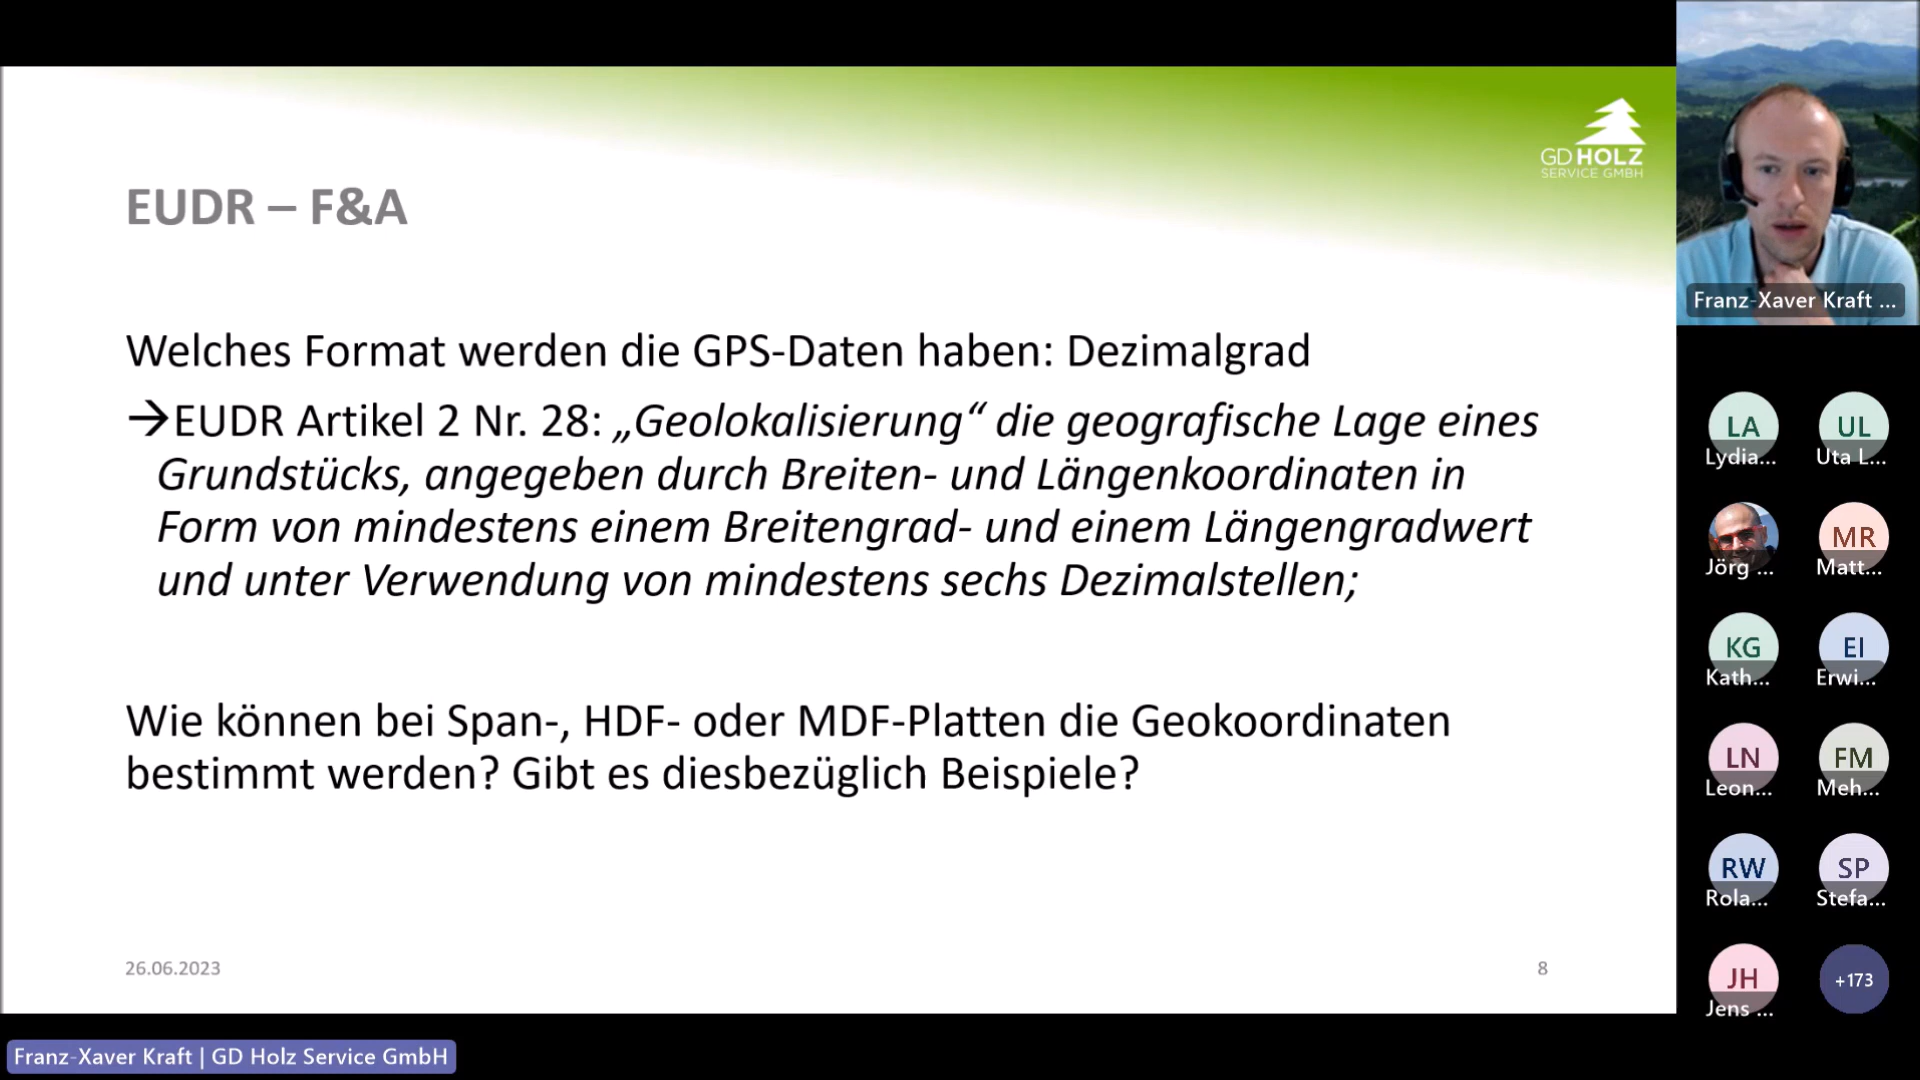 GD HOLZ
SERVICE GMBH
EUDR – F&A
Welches Format werden die GPS-Daten haben: Dezimalgrad
→EUDR Artikel 2 Nr. 28: „Geolokalisierung“ die geografische Lage eines
Grundstücks, angegeben durch Breiten- und Längenkoordinaten in
Form von mindestens einem Breitengrad- und einem Längengradwert
und unter Verwendung von mindestens sechs Dezimalstellen;
Wie können bei Span-, HDF- oder MDF-Platten die Geokoordinaten
bestimmt werden? Gibt es diesbezüglich Beispiele?
26.06.2023
8
Franz-Xaver Kraft ...
LA
Lydia...
UL
Uta L...
Jörg ...
MR
Matt...
KG
Kath...
EI
Erwi...
LN
Leon...
FM
Meh...
RW
Rola...
SP
Stefa...
JH
Jens ...
+173
Franz-Xaver Kraft | GD Holz Service GmbH